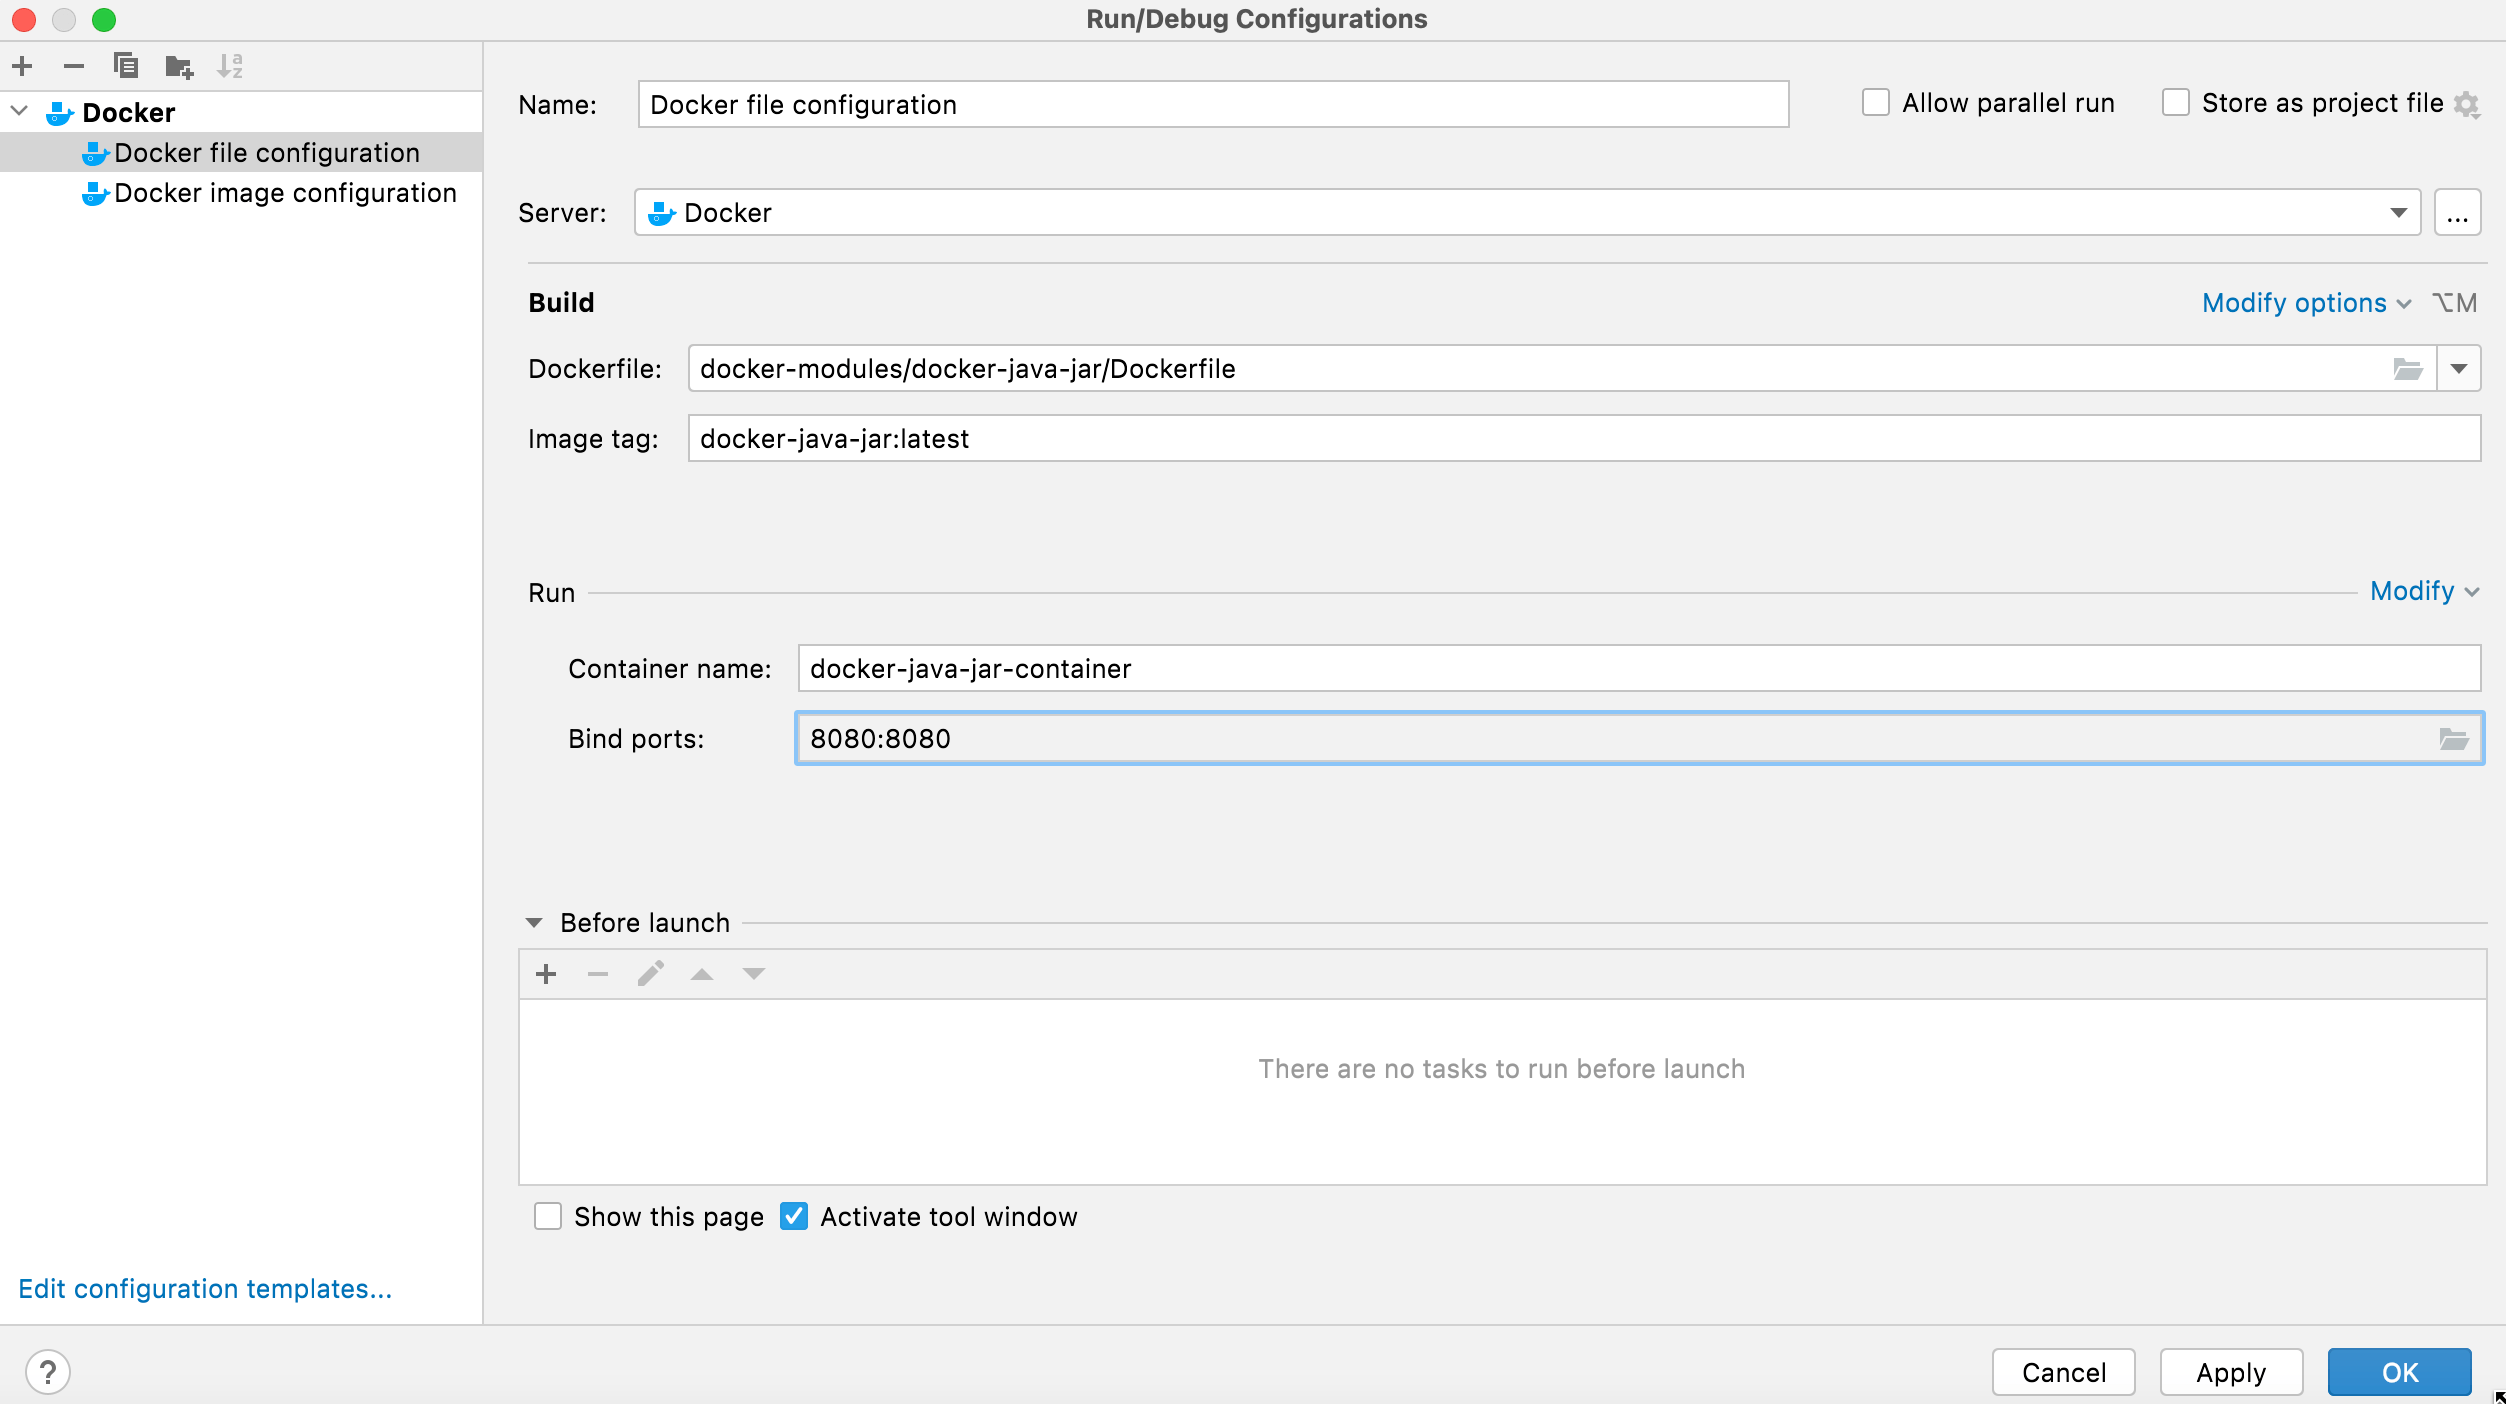 Run/Debug Configurations
Docker
Docker file configuration
Docker image configuration
Edit configuration templates...
Name: Docker file configuration
Allow parallel run
Store as project file
Server: Docker
...
Build
Modify options ⌥M
Dockerfile: docker-modules/docker-java-jar/Dockerfile
Image tag: docker-java-jar:latest
Run
Modify
Container name: docker-java-jar-container
Bind ports: 8080:8080
Before launch
There are no tasks to run before launch
Show this page
Activate tool window
?
Cancel
Apply
OK